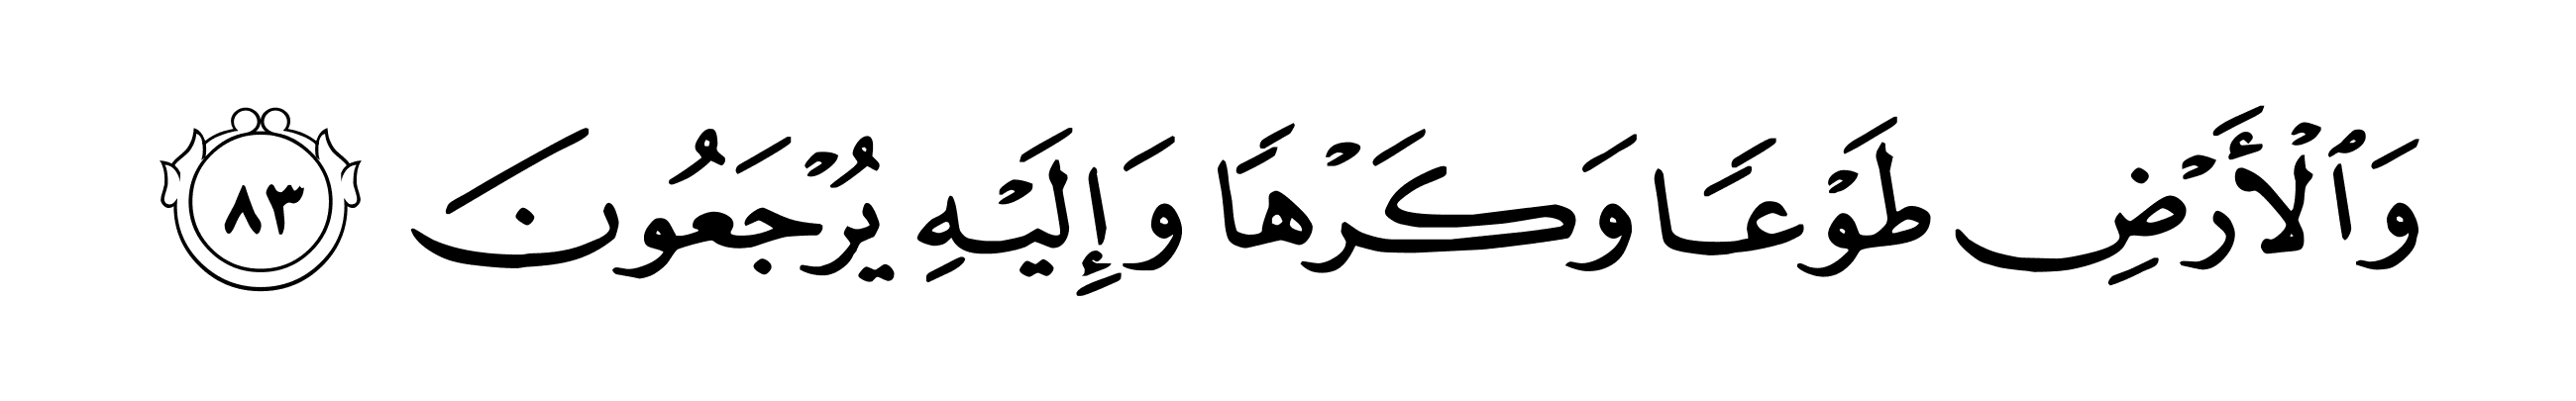 وَٱلْأَرْضِ طَوْعًا وَكَرْهًا وَإِلَيْهِ يُرْجَعُونَ ٨٣